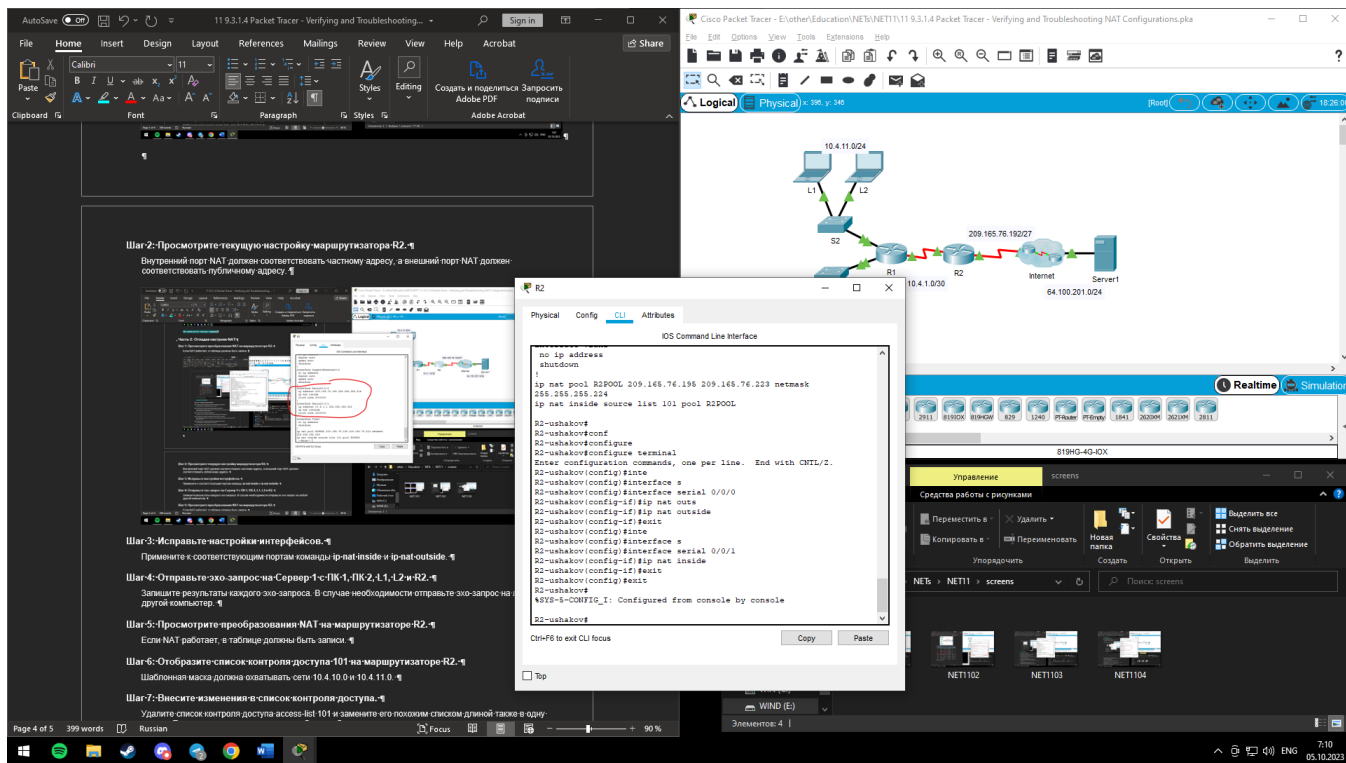 AutoSave Off
11 9.3.1.4 Packet Tracer - Verifying and Troubleshooting...
Sign in
File Home Insert Design Layout References Mailings Review View Help Acrobat
Share
Paste
Calibri 11
Styles
Editing
Создать и поделиться Adobe PDF
Запросить подписи
Clipboard Font Paragraph Styles Adobe Acrobat
Шаг 2: Просмотрите текущую настройку маршрутизатора R2. ¶
Внутренний порт NAT должен соответствовать частному адресу, а внешний порт NAT должен
соответствовать публичному адресу. ¶
Шаг 3: Исправьте настройки интерфейсов. ¶
Примените к соответствующим портам команды ip nat inside и ip nat outside. ¶
Шаг 4: Отправьте эхо-запрос на Сервер 1 с ПК-1, ПК-2, L1, L2 и R2. ¶
Запишите результаты каждого эхо-запроса. В случае необходимости отправьте эхо-запрос на
другой компьютер. ¶
Шаг 5: Просмотрите преобразования NAT на маршрутизаторе R2. ¶
Если NAT работает, в таблице должны быть записи. ¶
Шаг 6: Отобразите список контроля доступа 101 на маршрутизаторе R2. ¶
Шаблонная маска должна охватывать сети 10.4.10.0 и 10.4.11.0. ¶
Шаг 7: Внесите изменения в список контроля доступа. ¶
Удалите список контроля доступа access-list 101 и замените его похожим списком длиной также в одну
Page 4 of 5 399 words Russian Focus 90 %
Cisco Packet Tracer - E:\other\Education\NETs\NET11\11 9.3.1.4 Packet Tracer - Verifying and Troubleshooting NAT Configurations.pka
File Edit Options View Tools Extensions Help
Logical Physical x: 396, y: 346 [Root] 18:26:0
10.4.11.0/24
L1 L2
S2
209.165.76.192/27
R1 R2 Internet Server1
10.4.1.0/30
64.100.201.0/24
Realtime Simulation
2911 819IOX 819HGW 829 1240 PT-Router PT-Empty 1841 2620XM 2621XM 2811
819HG-4G-IOX
R2
Physical Config CLI Attributes
IOS Command Line Interface
no ip address
shutdown
!
ip nat pool R2POOL 209.165.76.195 209.165.76.223 netmask
255.255.255.224
ip nat inside source list 101 pool R2POOL
R2-ushakov#
R2-ushakov#conf
R2-ushakov#configure
R2-ushakov#configure terminal
Enter configuration commands, one per line. End with CNTL/Z.
R2-ushakov(config)#inte
R2-ushakov(config)#interface s
R2-ushakov(config)#interface serial 0/0/0
R2-ushakov(config-if)#ip nat outs
R2-ushakov(config-if)#ip nat outside
R2-ushakov(config-if)#exit
R2-ushakov(config)#inte
R2-ushakov(config)#interface s
R2-ushakov(config)#interface serial 0/0/1
R2-ushakov(config-if)#ip nat inside
R2-ushakov(config-if)#exit
R2-ushakov(config)#exit
R2-ushakov#
%SYS-5-CONFIG_I: Configured from console by console
R2-ushakov#
Ctrl+F6 to exit CLI focus
Copy Paste
Top
Управление screens
Средства работы с рисунками
Переместить в
Копировать в
Удалить
Переименовать
Новая папка
Свойства
Выделить все
Снять выделение
Обратить выделение
Упорядочить Создать Открыть Выделить
NETs > NET11 > screens
Поиск: screens
NET1102 NET1103 NET1104
WIND (E:)
Элементов: 4
ENG
7:10
05.10.2023